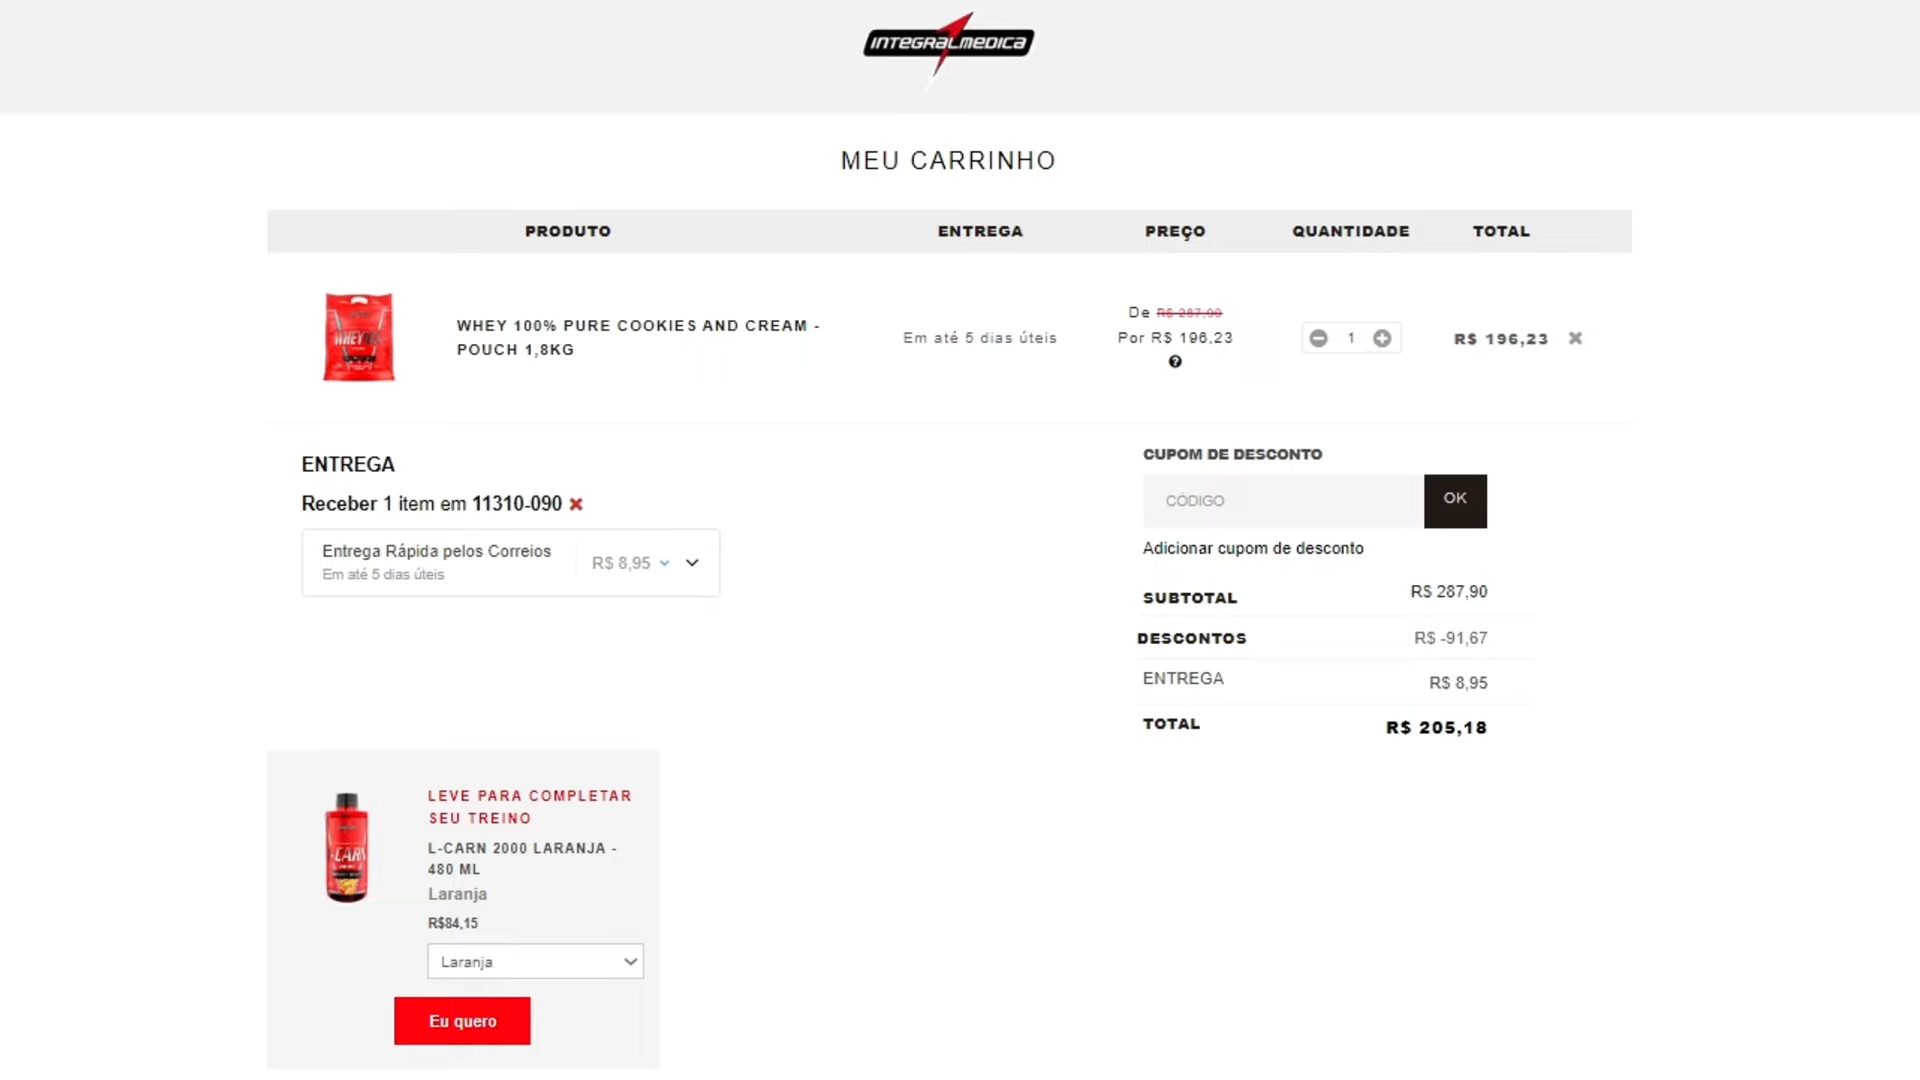 INTEGRALMEDICA
MEU CARRINHO
PRODUTO ENTREGA PREÇO QUANTIDADE TOTAL
WHEY 100% PURE COOKIES AND CREAM -
POUCH 1,8KG
Em até 5 dias úteis
De R$ 287,90
Por R$ 196,23
?
1
R$ 196,23
ENTREGA
Receber 1 item em 11310-090
Entrega Rápida pelos Correios
Em até 5 dias úteis
R$ 8,95
CUPOM DE DESCONTO
CÓDIGO OK
Adicionar cupom de desconto
SUBTOTAL R$ 287,90
DESCONTOS R$ -91,67
ENTREGA R$ 8,95
TOTAL R$ 205,18
LEVE PARA COMPLETAR
SEU TREINO
L-CARN 2000 LARANJA -
480 ML
Laranja
R$84,15
Laranja
Eu quero
WHEY
L-CARN